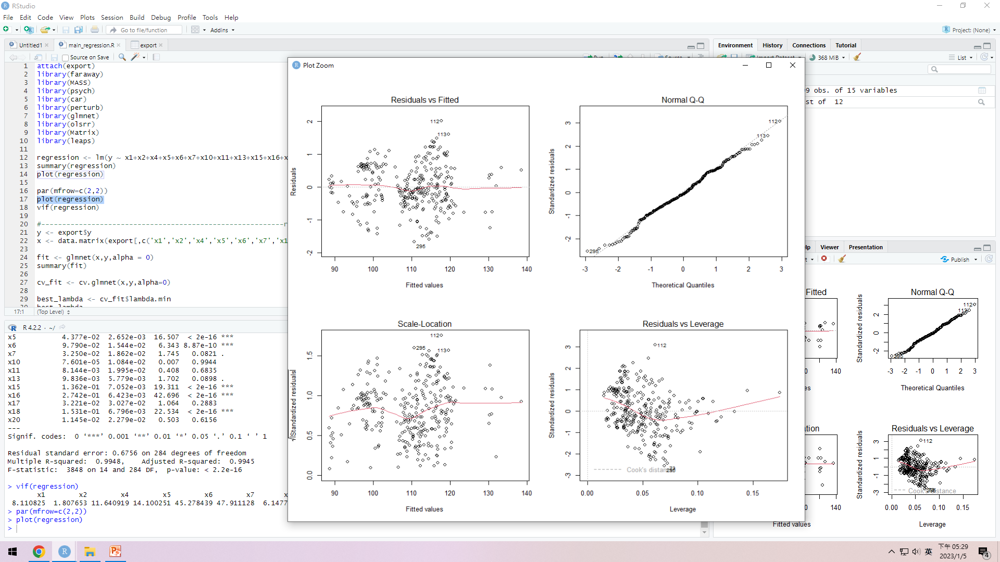 RStudio
File Edit Code View Plots Session Build Debug Profile Tools Help
Go to file/function Addins Project: (None)
Untitled1 main_regression.R export
Source on Save
1 attach(export)
2 library(faraway)
3 library(MASS)
4 library(psych)
5 library(car)
6 library(perturb)
7 library(glmnet)
8 library(olsrr)
9 library(Matrix)
10 library(leaps)
11
12 regression <- lm(y ~ x1+x2+x4+x5+x6+x7+x10+x11+x13+x15+x16+x
13 summary(regression)
14 plot(regression)
15
16 par(mfrow=c(2,2))
17 plot(regression)
18 vif(regression)
19
20 #
21 y <- export$y
22 x <- data.matrix(export[,c('x1','x2','x4','x5','x6','x7','x1
23
24 fit <- glmnet(x,y,alpha = 0)
25 summary(fit)
26
27 cv_fit <- cv.glmnet(x,y,alpha=0)
28
29 best_lambda <- cv_fit$lambda.min
17:1 (Top Level)
R 4.2.2 · ~/
x5 4.377e-02 2.652e-03 16.507 < 2e-16 ***
x6 9.790e-02 1.544e-02 6.343 8.87e-10 ***
x7 3.250e-02 1.862e-02 1.745 0.0821 .
x10 7.601e-05 1.084e-02 0.007 0.9944
x11 8.144e-03 1.995e-02 0.408 0.6835
x13 9.836e-03 5.779e-03 1.702 0.0898 .
x15 1.362e-01 7.052e-03 19.311 < 2e-16 ***
x16 2.742e-01 6.423e-03 42.696 < 2e-16 ***
x17 3.221e-02 3.027e-02 1.064 0.2883
x18 1.531e-01 6.796e-03 22.534 < 2e-16 ***
x20 1.145e-02 2.279e-02 0.503 0.6156
---
Signif. codes: 0 ‘***’ 0.001 ‘**’ 0.01 ‘*’ 0.05 ‘.’ 0.1 ‘ ’ 1
Residual standard error: 0.6756 on 284 degrees of freedom
Multiple R-squared: 0.9948, Adjusted R-squared: 0.9945
F-statistic: 3848 on 14 and 284 DF, p-value: < 2.2e-16
> vif(regression)
x1 x2 x4 x5 x6 x7 x
8.110825 1.807653 11.640919 14.100251 45.278439 47.911128 6.1477
> par(mfrow=c(2,2))
> plot(regression)
>
Plot Zoom
Residuals vs Fitted
Residuals
2
1
0
-1
-2
112
113
295
90 100 110 120 130 140
Fitted values
Normal Q-Q
Standardized residuals
3
2
1
0
-1
-2
112
113
295
-3 -2 -1 0 1 2 3
Theoretical Quantiles
Scale-Location
√|Standardized residuals|
1.5
1.0
0.5
0.0
112
295
113
90 100 110 120 130 140
Fitted values
Residuals vs Leverage
Standardized residuals
3
2
1
0
-1
-2
-3
112
Cook's distance
295
0.00 0.05 0.10 0.15
Leverage
Environment History Connections Tutorial
Import Dataset 368 MiB List
9 obs. of 15 variables
st of 12
lp Viewer Presentation
Publish
Fitted
0 140
es
Normal Q-Q
Standardized residuals
2
0
-2
112
113
295
-3 -2 -1 0 1 2 3
Theoretical Quantiles
ation
0 140
Fitted values
Residuals vs Leverage
Standardized residuals
3
1
-1
-3
112
Cook's distance
0.00 0.05 0.10 0.15
Leverage
英
下午 05:29
2023/1/5
4